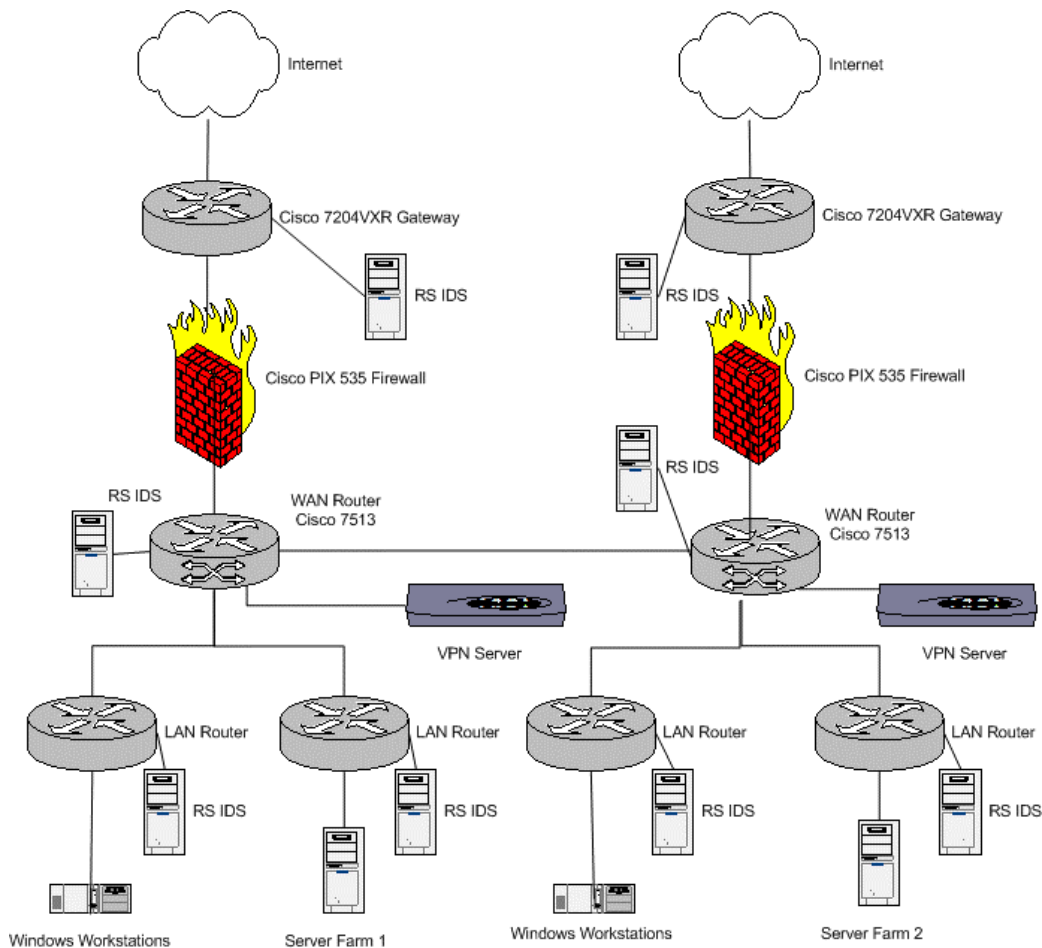 Internet
Internet
Cisco 7204VXR Gateway
Cisco 7204VXR Gateway
RS IDS
RS IDS
Cisco PIX 535 Firewall
Cisco PIX 535 Firewall
RS IDS
RS IDS
WAN Router
Cisco 7513
WAN Router
Cisco 7513
VPN Server
VPN Server
LAN Router
LAN Router
LAN Router
LAN Router
RS IDS
RS IDS
RS IDS
RS IDS
Windows Workstations
Server Farm 1
Windows Workstations
Server Farm 2